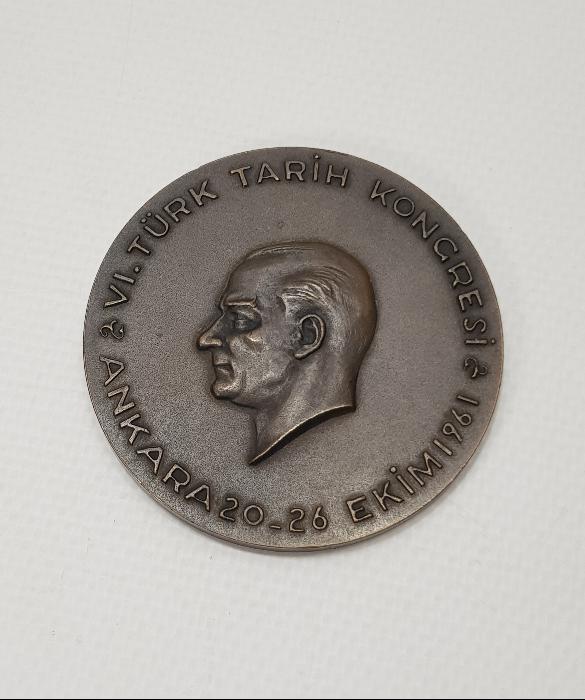 VI. TÜRK TARİH KONGRESİ
ANKARA 20-26 EKİM 1961